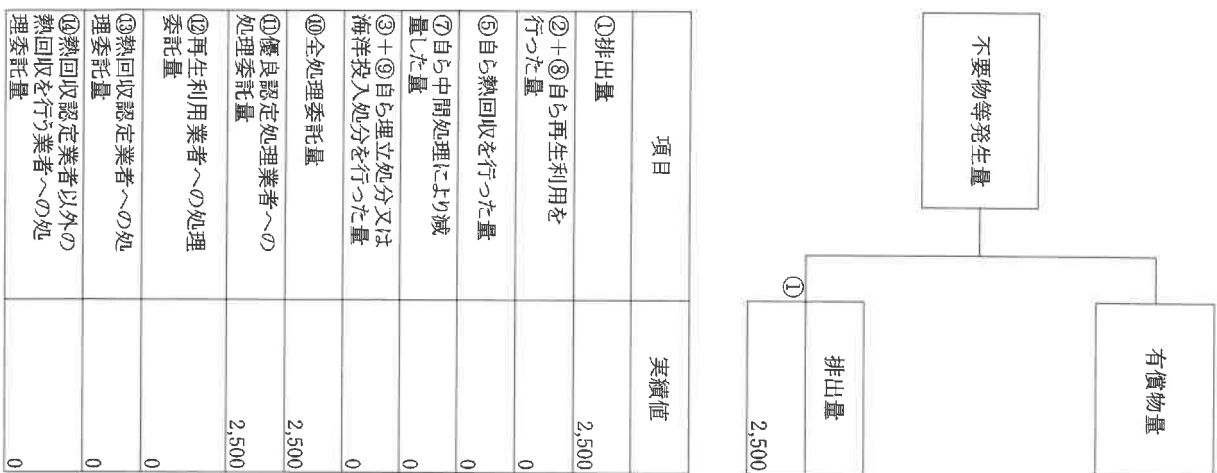 不要物等発生量
有償物量
①
排出量
2,500
項目
実績値
①排出量
2,500
②+⑧自ら再生利用を
行った量
0
⑤自ら熱回収を行った量
0
⑦自ら中間処理により減
量した量
0
③+⑨自ら埋立処分又は
海洋投入処分を行った量
0
⑩全処理委託量
2,500
⑪優良認定処理業者への
処理委託量
2,500
⑫再生利用業者への処理
委託量
0
⑬熱回収認定業者への処
理委託量
0
⑭熱回収認定業者以外の
熱回収を行う業者への処
理委託量
0